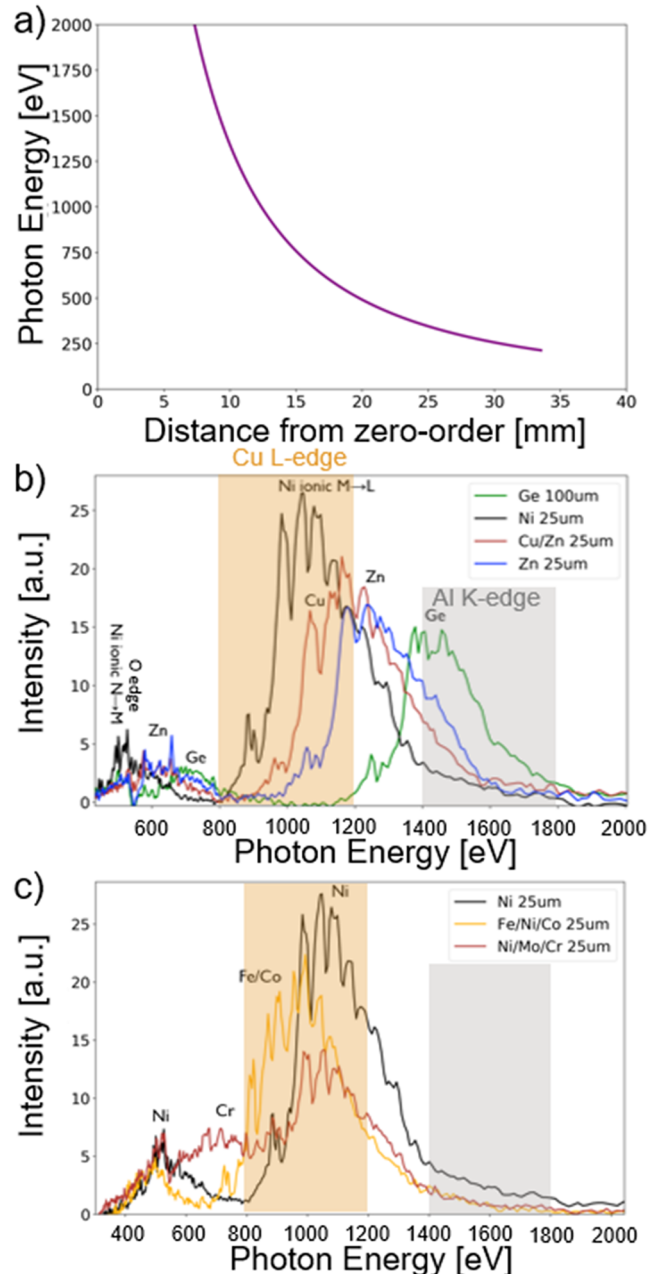 a)
Photon Energy [eV]
2000
1750
1500
1250
1000
750
500
250
0
0 5 10 15 20 25 30 35 40
Distance from zero-order [mm]
Cu L-edge
b)
Intensity [a.u.]
25
20
15
10
5
0
Ni ionic M→L
Ge 100um
Ni 25um
Cu/Zn 25um
Zn 25um
Al K-edge
Cu
Zn
Ge
Ni ionic N→M
O edge
Zn
Ge
600 800 1000 1200 1400 1600 1800 2000
Photon Energy [eV]
c)
Intensity [a.u.]
25
20
15
10
5
0
Ni
Ni 25um
Fe/Ni/Co 25um
Ni/Mo/Cr 25um
Fe/Co
Ni
Cr
400 600 800 1000 1200 1400 1600 1800 2000
Photon Energy [eV]